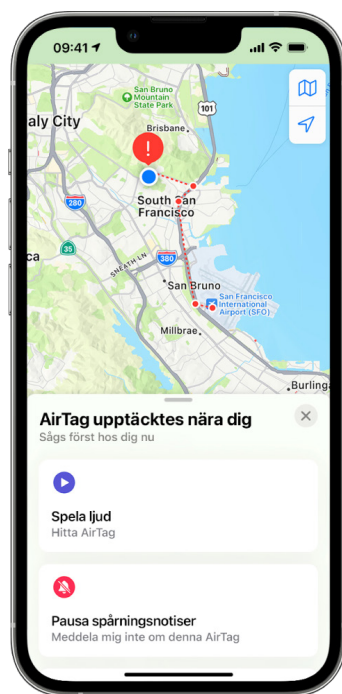 09:41
San Bruno
Mountain
State Park
101
aly City
Brisbane
280
South San
Francisco
35
ca
380
SNEATH LN
San Bruno
San Francisco
International
Airport (SFO)
Millbrae
Burling
AirTag upptäcktes nära dig
Sågs först hos dig nu
Spela ljud
Hitta AirTag
Pausa spårningsnotiser
Meddela mig inte om denna AirTag